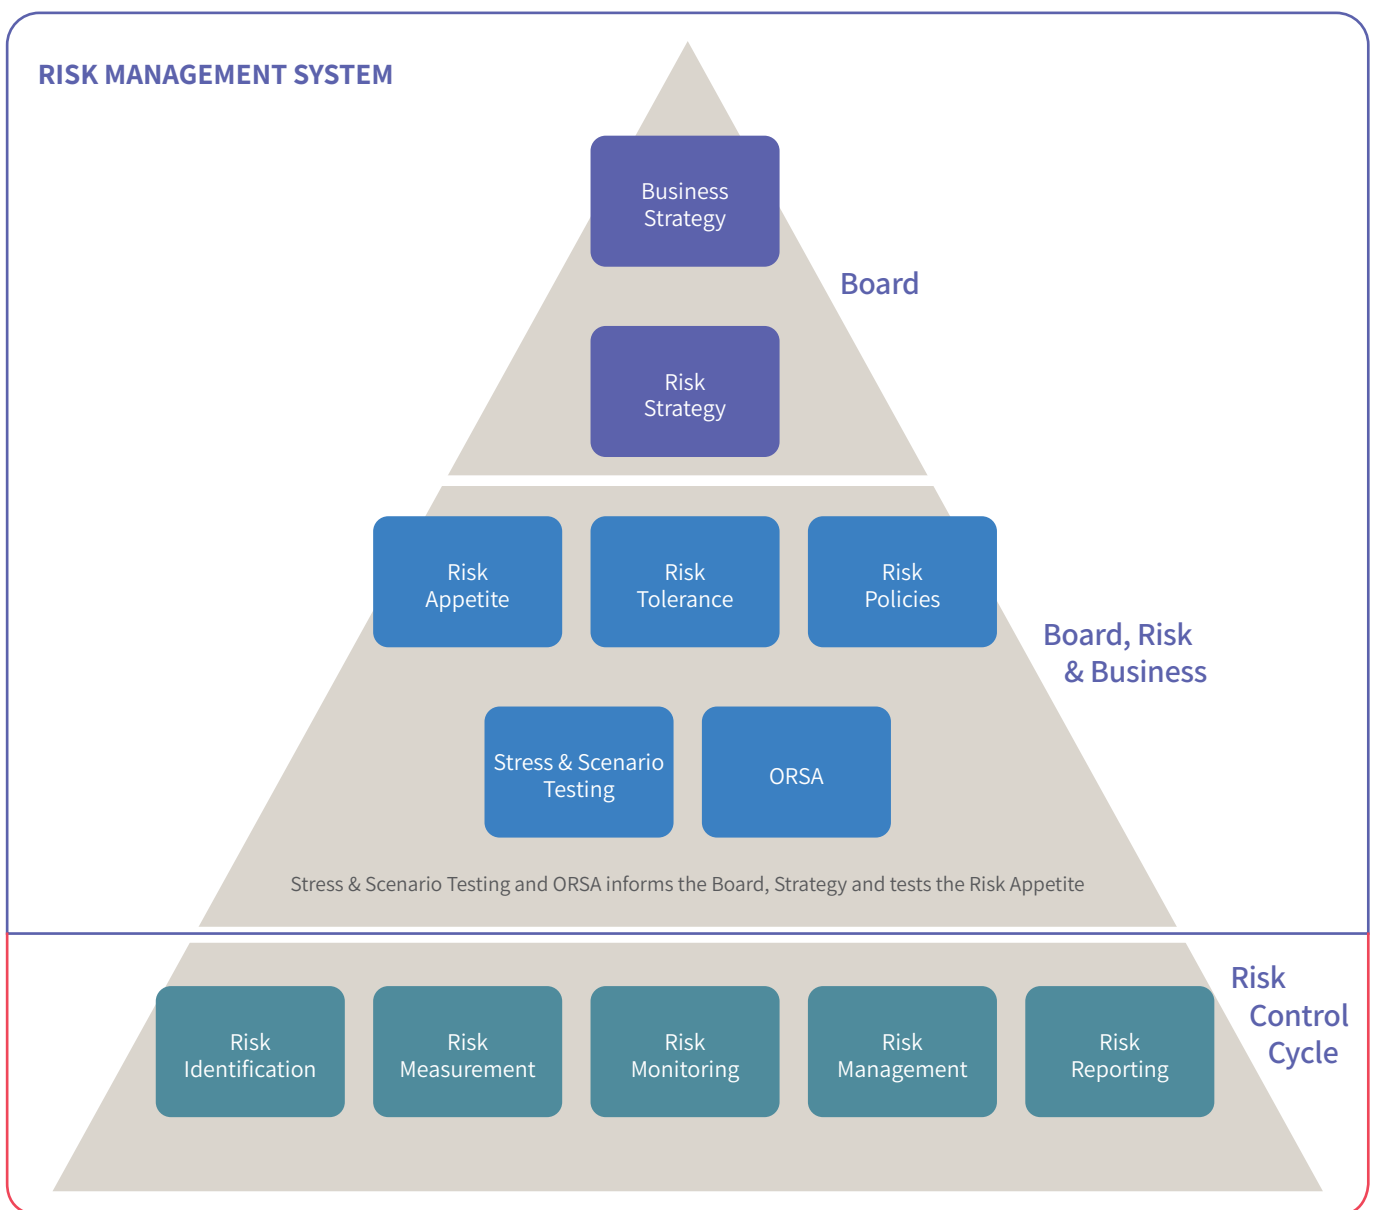 RISK MANAGEMENT SYSTEM
Business
Strategy
Board
Risk
Strategy
Risk
Appetite
Risk
Tolerance
Risk
Policies
Board, Risk
& Business
Stress & Scenario
Testing
ORSA
Stress & Scenario Testing and ORSA informs the Board, Strategy and tests the Risk Appetite
Risk
Control
Cycle
Risk
Identification
Risk
Measurement
Risk
Monitoring
Risk
Management
Risk
Reporting